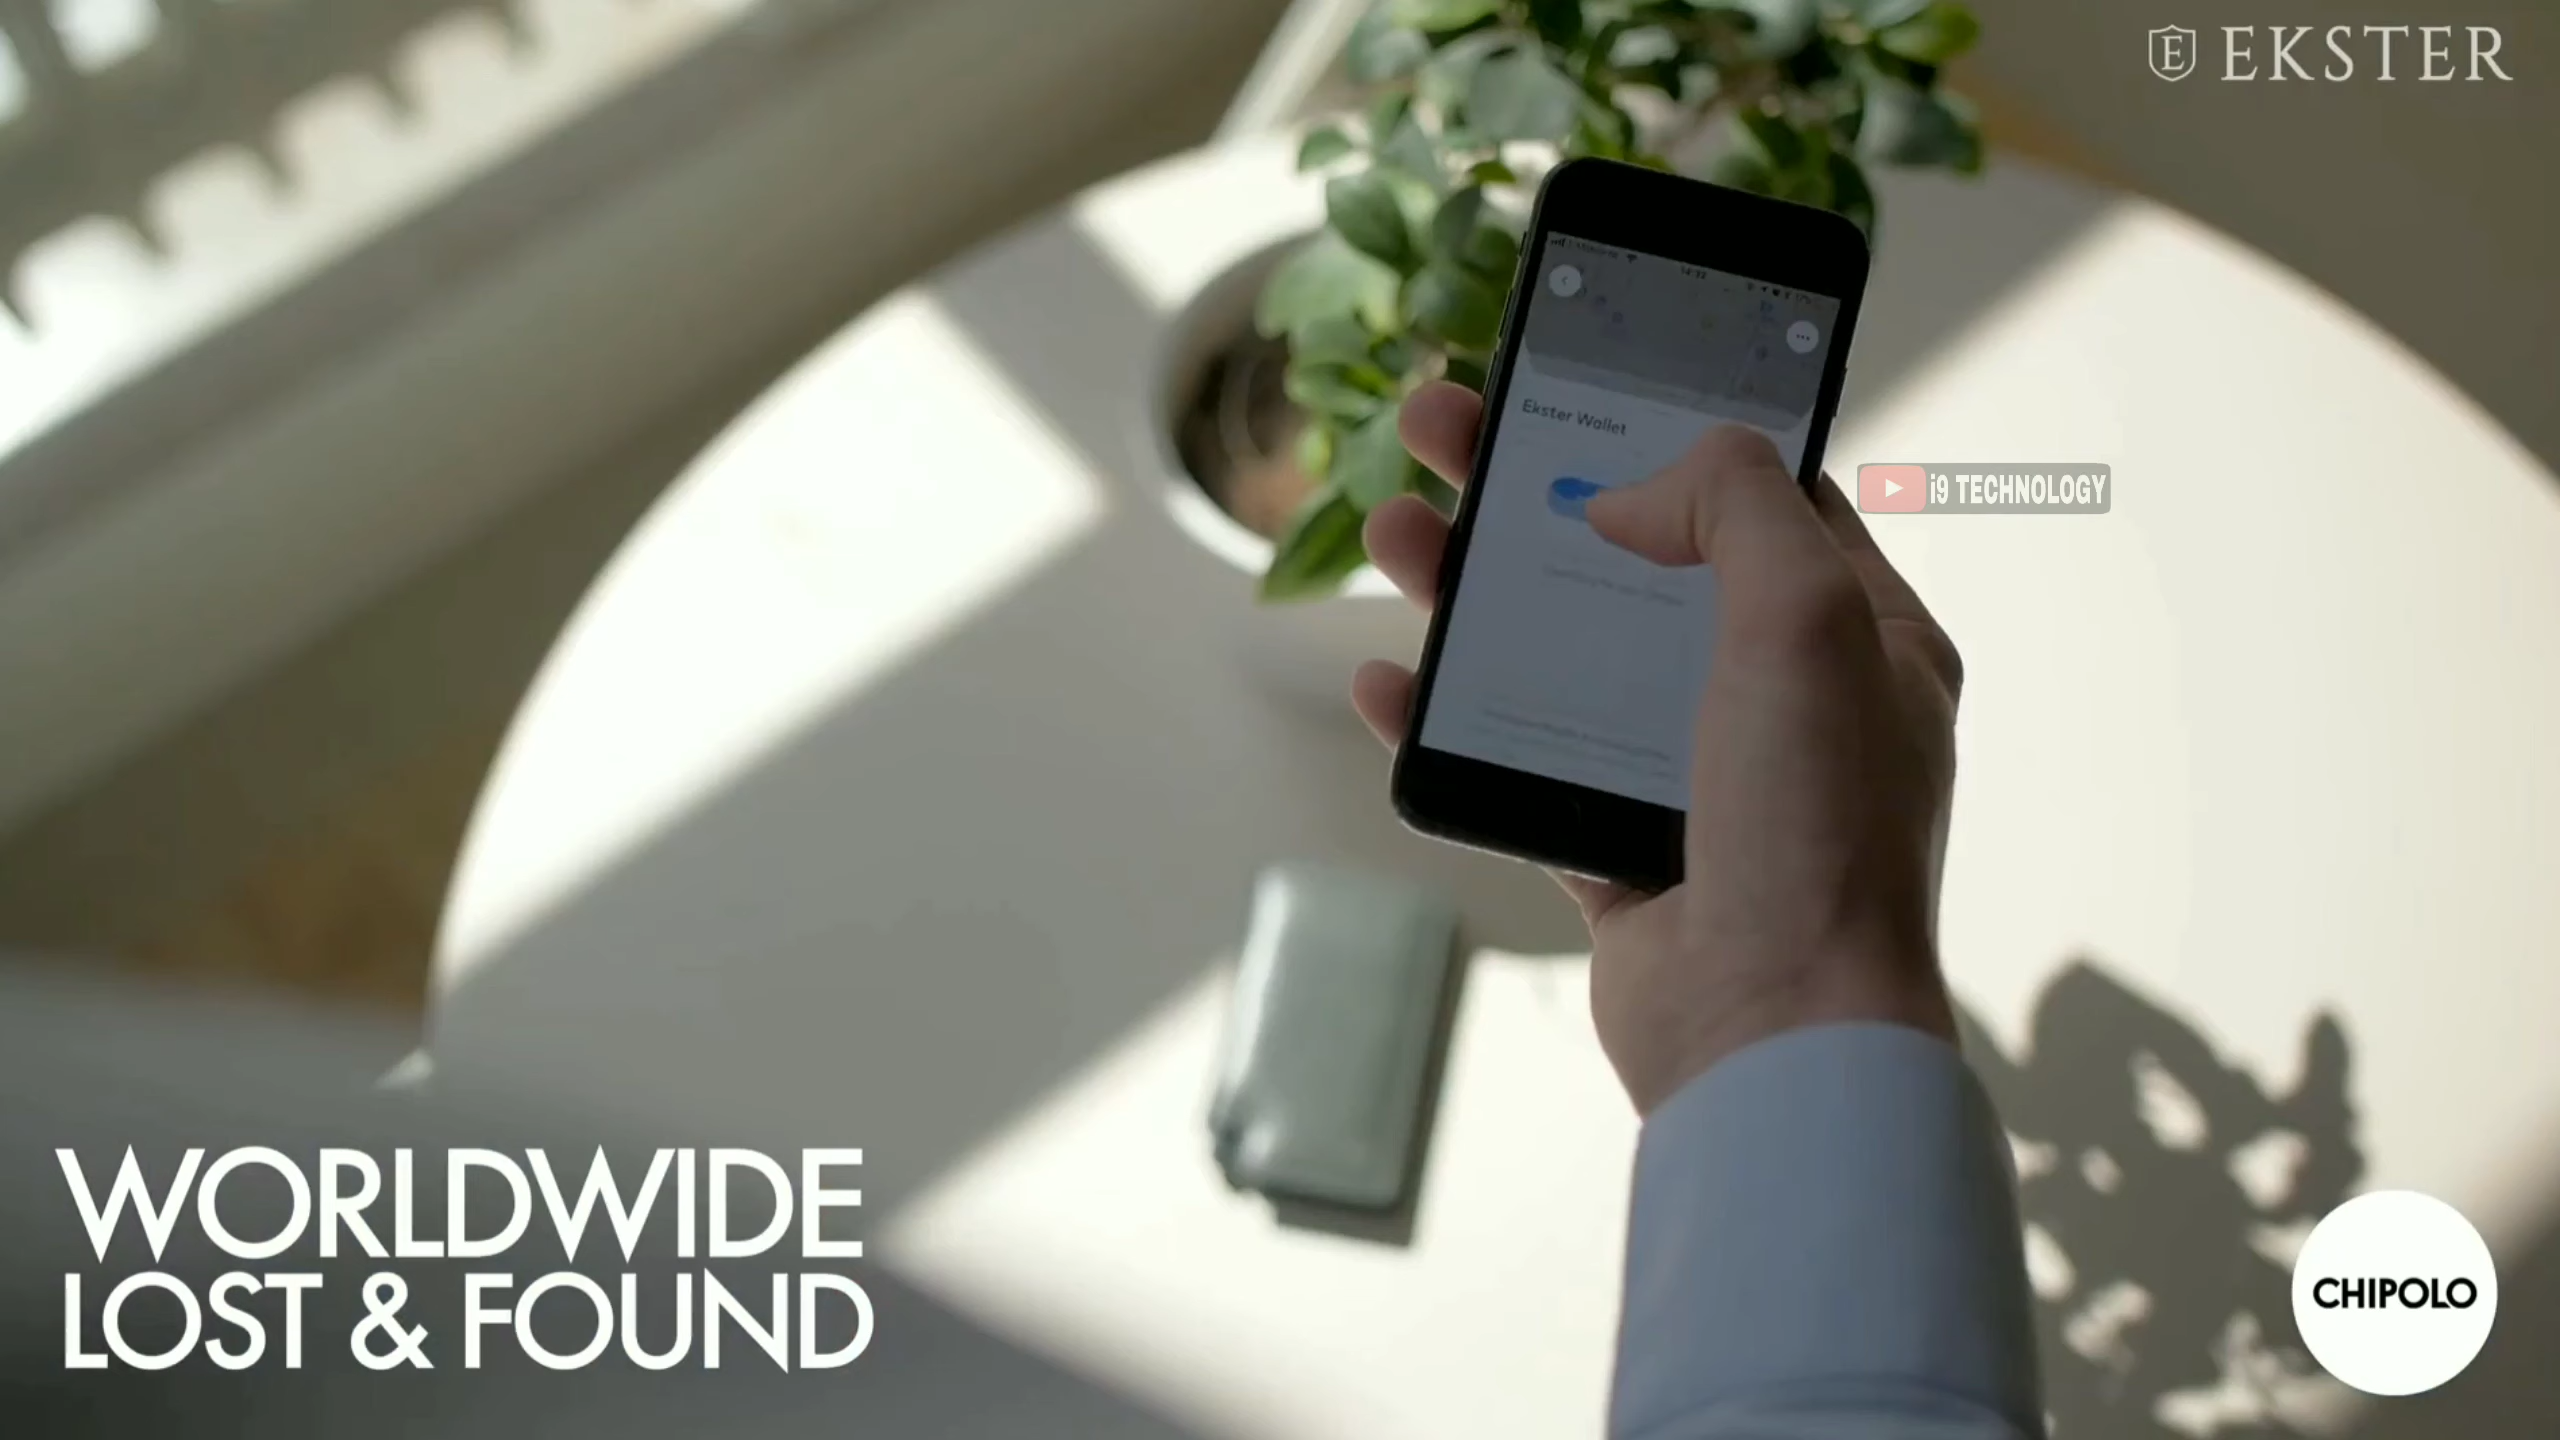 EKSTER
Ekster Wallet
i9 TECHNOLOGY
WORLDWIDE
LOST & FOUND
CHIPOLO